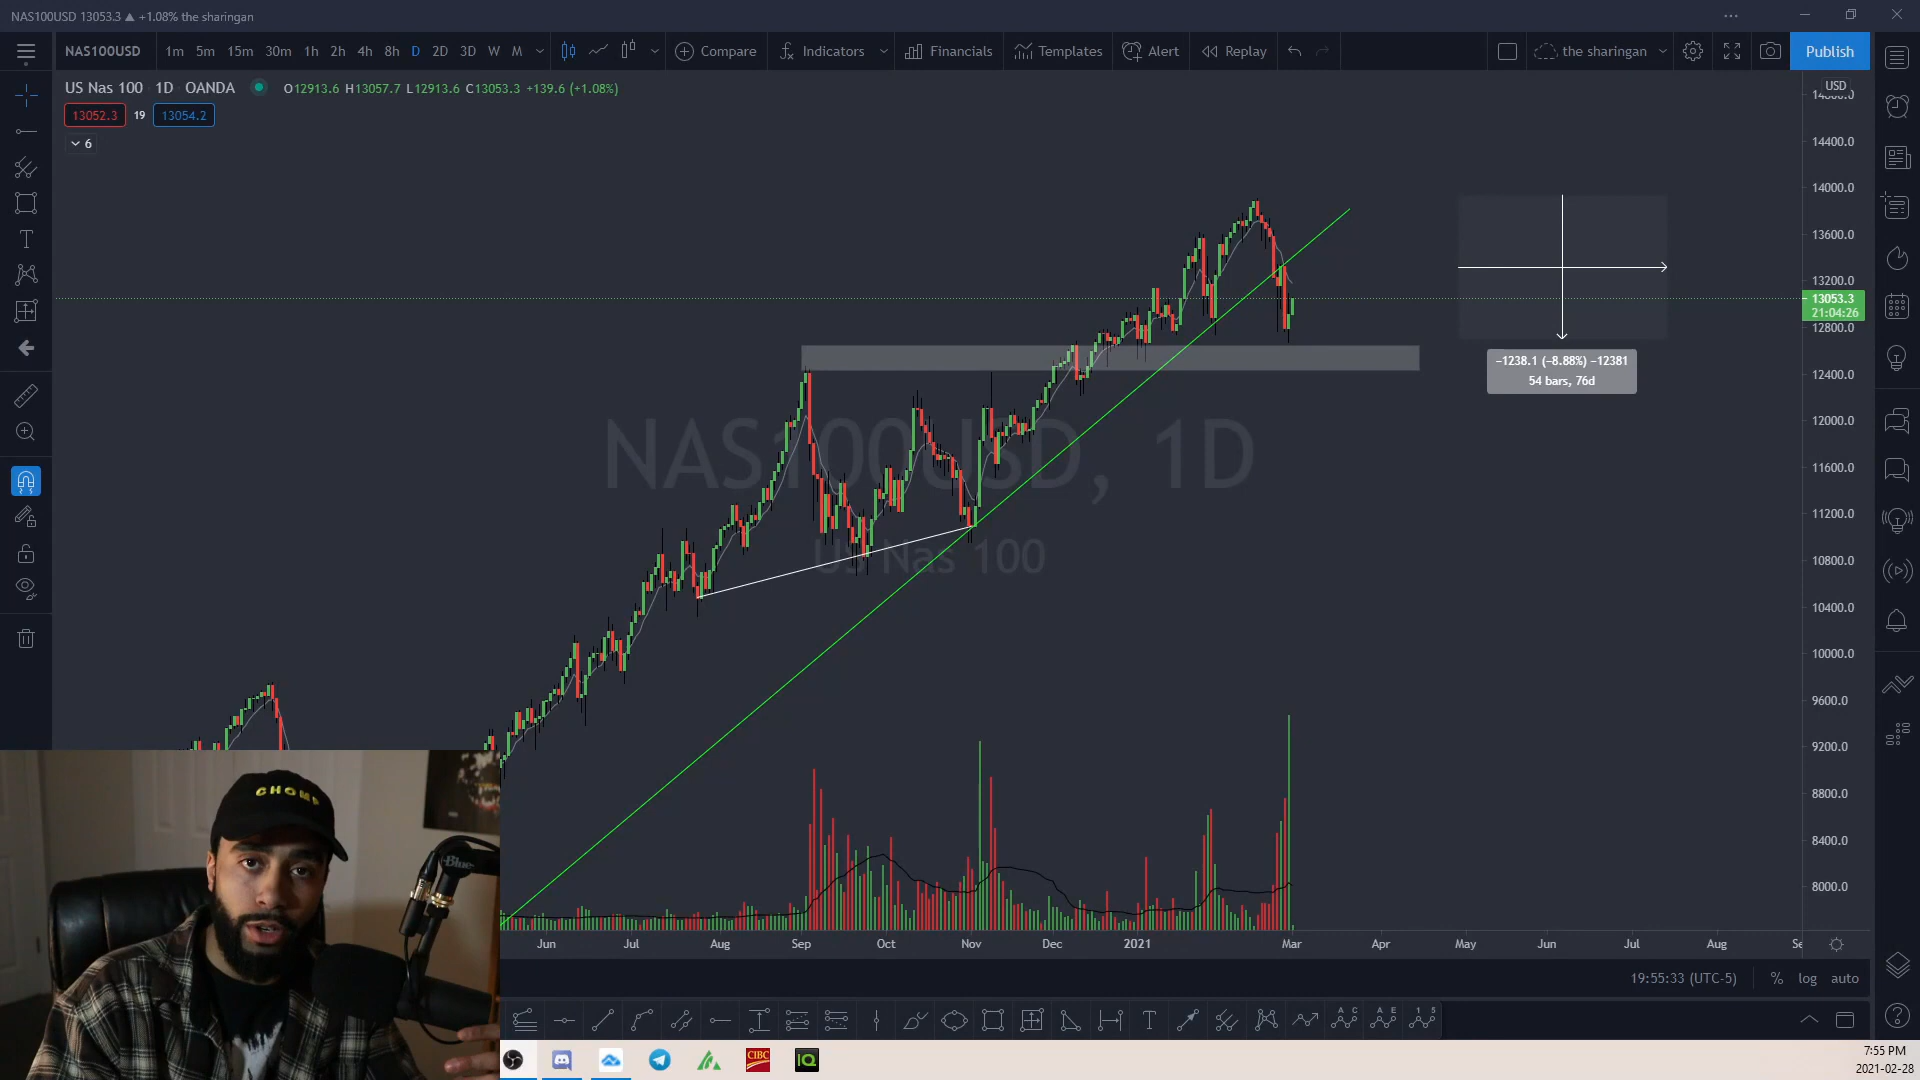 NAS100USD 13053.3 ▲ +1.08% the sharingan
NAS100USD 1m 5m 15m 30m 1h 2h 4h 8h D 2D 3D W M Compare Indicators Financials Templates Alert Replay the sharingan Publish
US Nas 100 1D OANDA O12913.6 H13057.7 L12913.6 C13053.3 +139.6 (+1.08%)
13052.3 19 13054.2
6
USD
14400.0
14000.0
13600.0
13200.0
13053.3
21:04:26
12800.0
12400.0
12000.0
11600.0
11200.0
10800.0
10400.0
10000.0
9600.0
9200.0
8800.0
8400.0
8000.0
−1238.1 (−8.88%) −12381
54 bars, 76d
NAS100USD, 1D
US Nas 100
CHOMP
Blue
Jun Jul Aug Sep Oct Nov Dec 2021 Mar Apr May Jun Jul Aug Se
19:55:33 (UTC-5) % log auto
A C A E 1 5
CIBC IQ
7:55 PM
2021-02-28